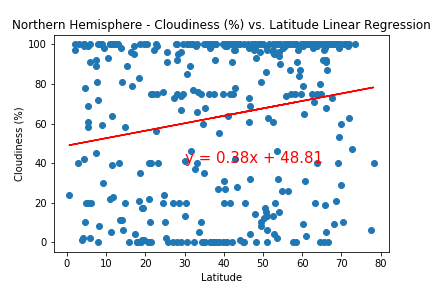 Northern Hemisphere - Cloudiness (%) vs. Latitude Linear Regression
100
80
60
40
20
0
Cloudiness (%)
y = 0.38x + 48.81
0 10 20 30 40 50 60 70 80
Latitude